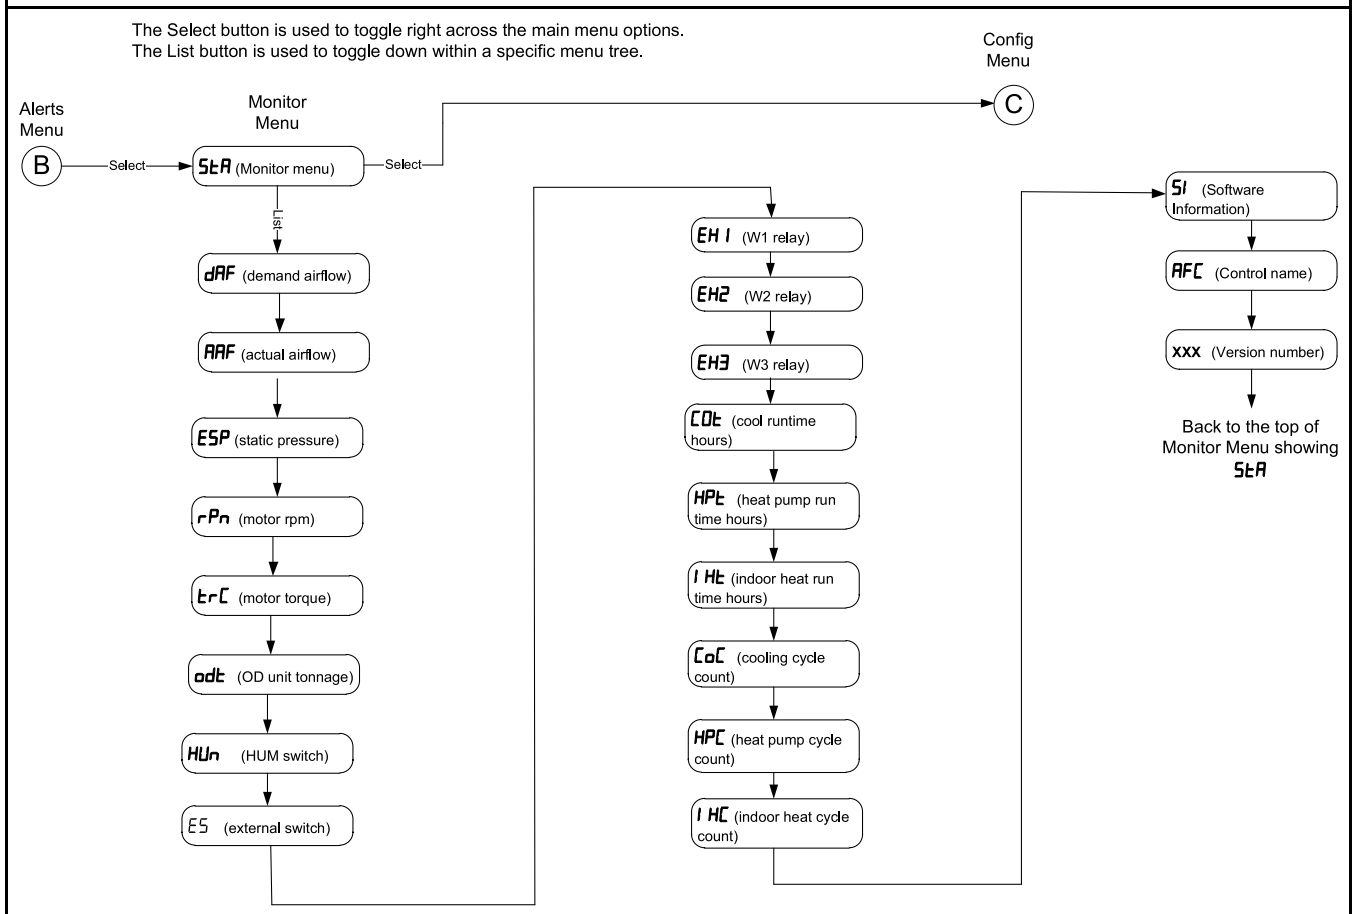 The Select button is used to toggle right across the main menu options.
The List button is used to toggle down within a specific menu tree.
Config
Menu
C
Alerts
Menu
B
Select
Monitor
Menu
StA (Monitor menu)
Select
List
dAF (demand airflow)
AAF (actual airflow)
ESP (static pressure)
rPn (motor rpm)
trC (motor torque)
odt (OD unit tonnage)
HUn (HUM switch)
ES (external switch)
EH1 (W1 relay)
EH2 (W2 relay)
EH3 (W3 relay)
COt (cool runtime
hours)
HPt (heat pump run
time hours)
IHt (indoor heat run
time hours)
CoC (cooling cycle
count)
HPC (heat pump cycle
count)
IHC (indoor heat cycle
count)
SI (Software
Information)
AFC (Control name)
xxx (Version number)
Back to the top of
Monitor Menu showing
StA